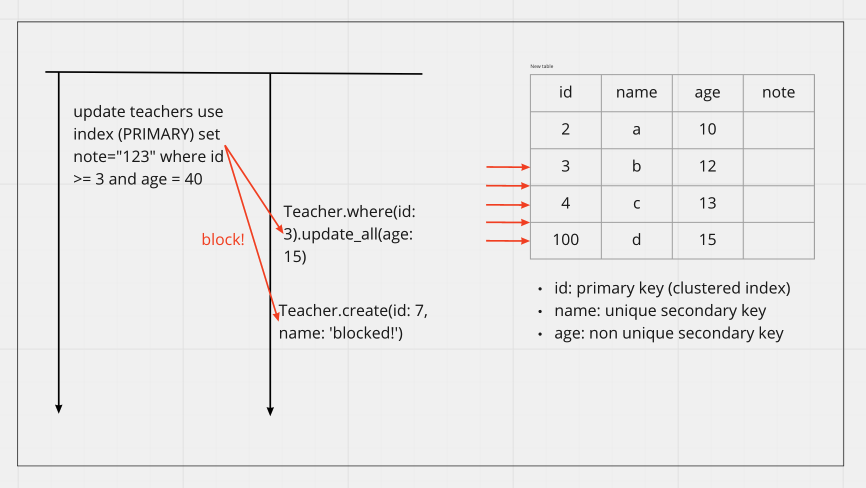 update teachers use
index (PRIMARY) set
note="123" where id
>= 3 and age = 40
block!
Teacher.where(id:
3).update_all(age:
15)
Teacher.create(id: 7,
name: 'blocked!')
New table
id name age note
2 a 10
3 b 12
4 c 13
100 d 15
• id: primary key (clustered index)
• name: unique secondary key
• age: non unique secondary key